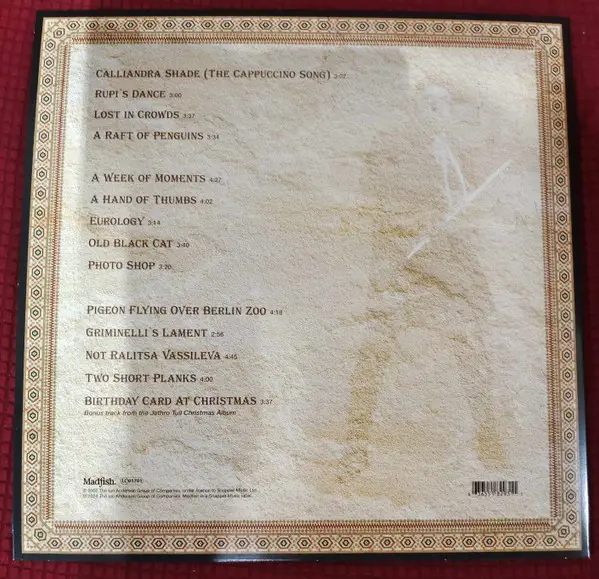 CALLIANDRA SHADE (THE CAPPUCCINO SONG)
RUPI'S DANCE 3:00
LOST IN CROWDS 3:37
A RAFT OF PENGUINS 3:34
A WEEK OF MOMENTS 4:27
A HAND OF THUMBS 4:02
EUROLOGY 3:14
OLD BLACK CAT 3:40
PHOTO SHOP 3:20
PIGEON FLYING OVER BERLIN ZOO 4:18
GRIMINELLI'S LAMENT 2:56
NOT RALITSA VASSILEVA 4:45
TWO SHORT PLANKS 4:00
BIRTHDAY CARD AT CHRISTMAS 3:37
Bonus track from the Jethro Tull Christmas Album
Madfish.